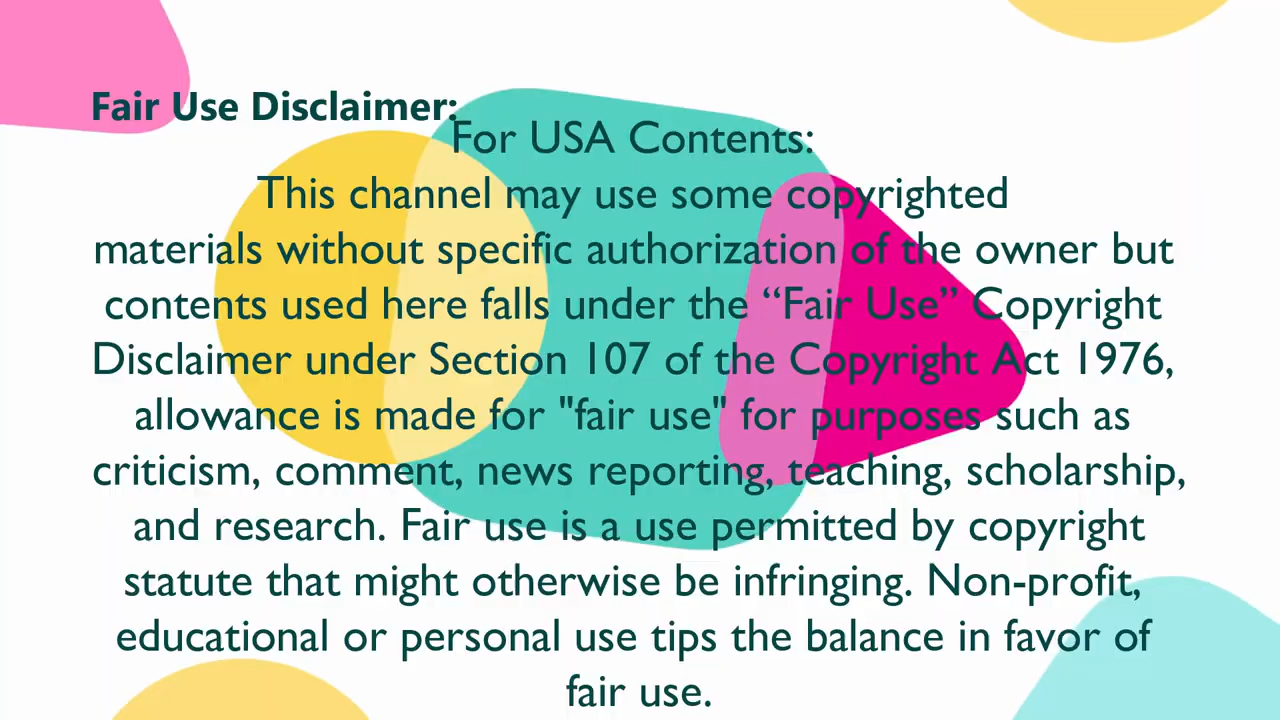 Fair Use Disclaimer:
For USA Contents:
This channel may use some copyrighted
materials without specific authorization of the owner but
contents used here falls under the “Fair Use” Copyright
Disclaimer under Section 107 of the Copyright Act 1976,
allowance is made for "fair use" for purposes such as
criticism, comment, news reporting, teaching, scholarship,
and research. Fair use is a use permitted by copyright
statute that might otherwise be infringing. Non-profit,
educational or personal use tips the balance in favor of
fair use.